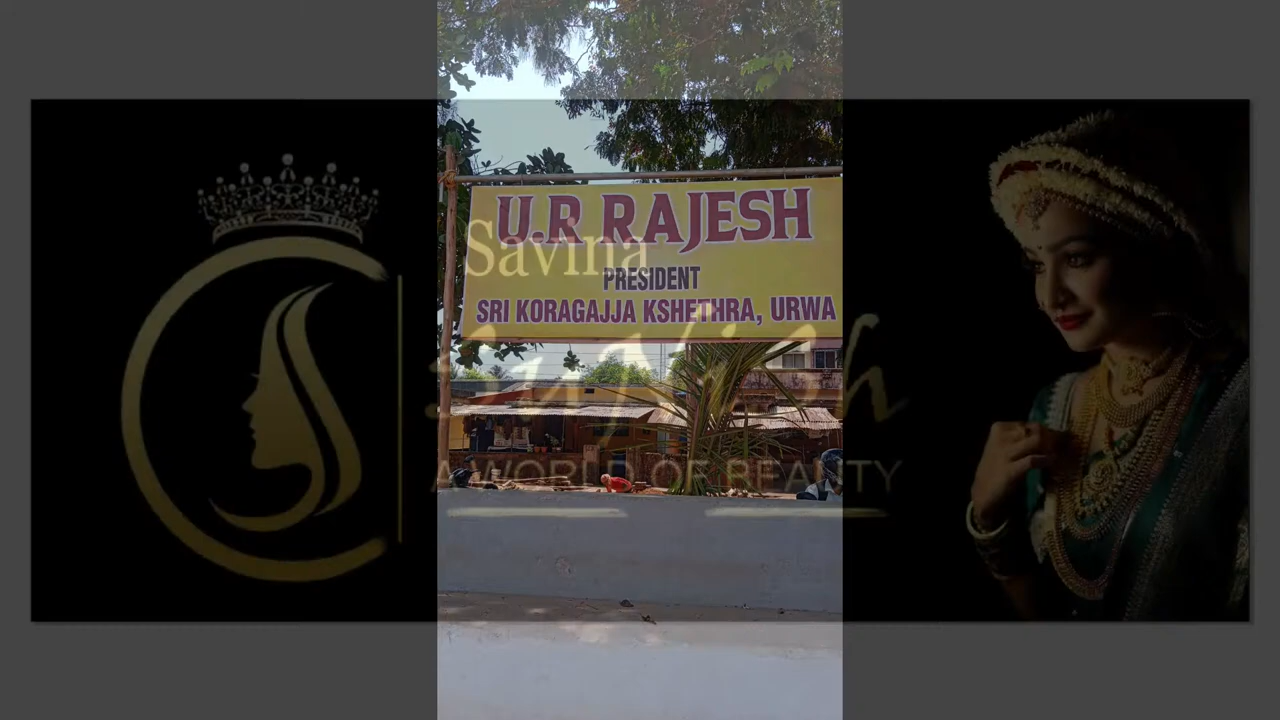 U.R RAJESH
Savina
PRESIDENT
SRI KORAGAJJA KSHETHRA, URWA
A WORLD OF BEAUTY